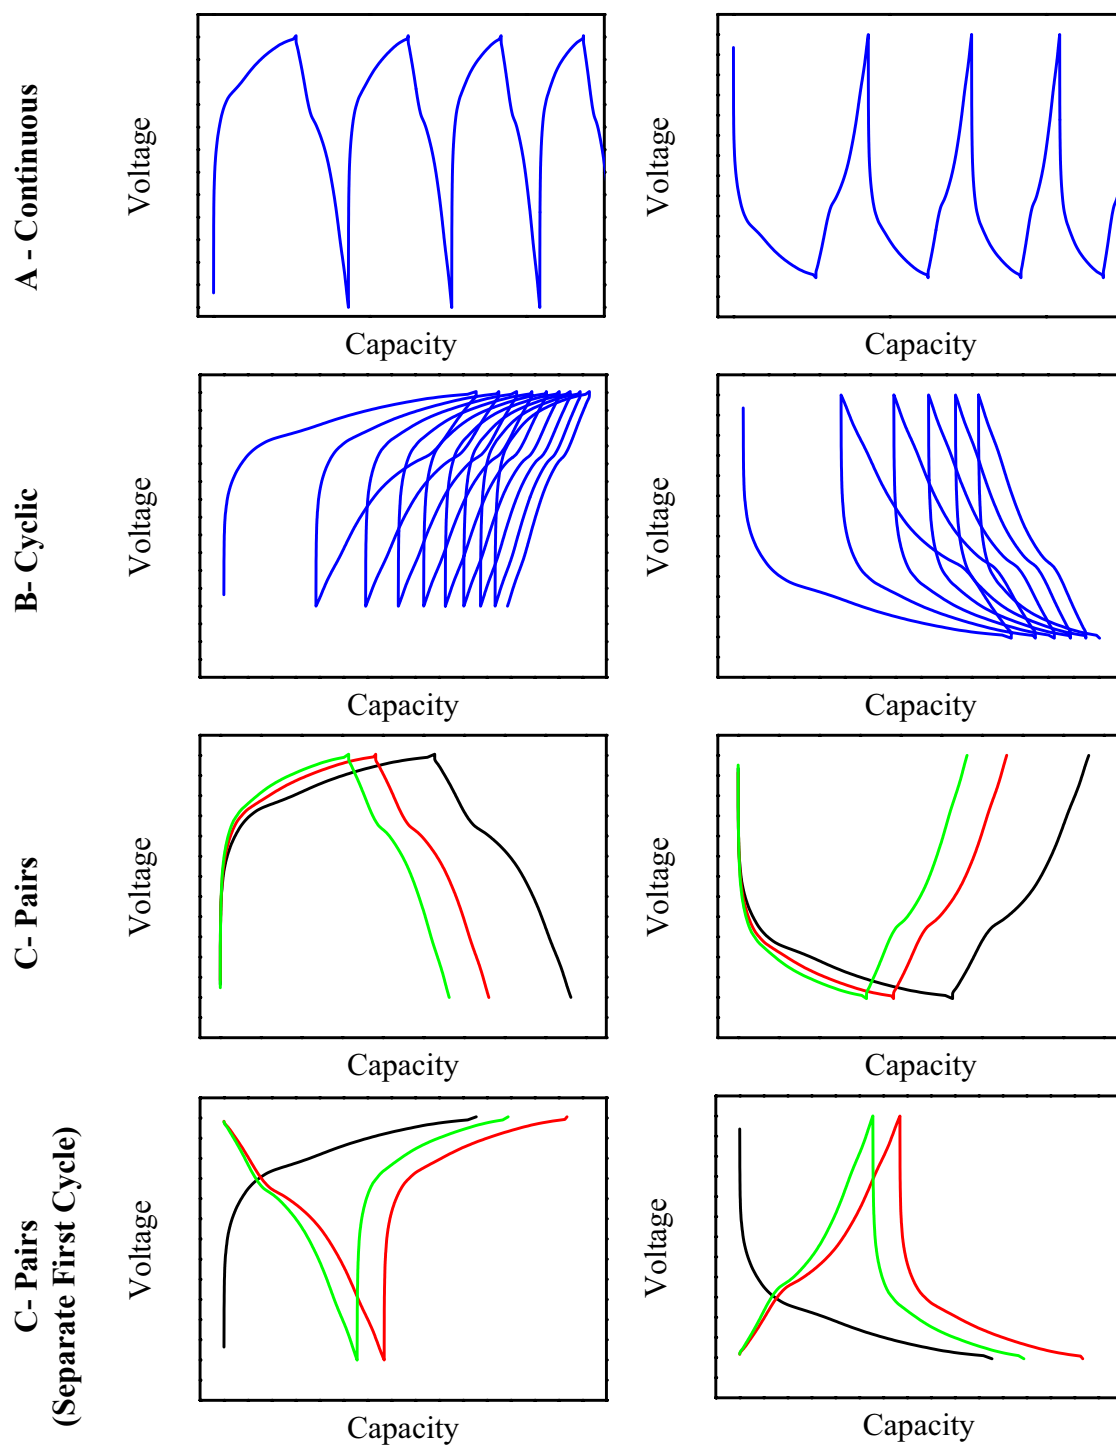 A - Continuous
Voltage
Capacity
Voltage
Capacity
B- Cyclic
Voltage
Capacity
Voltage
Capacity
C- Pairs
Voltage
Capacity
Voltage
Capacity
C- Pairs
(Separate First Cycle)
Voltage
Capacity
Voltage
Capacity